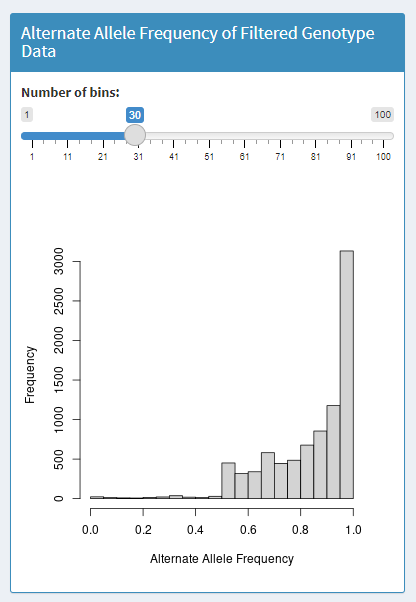 Alternate Allele Frequency of Filtered Genotype
Data
Number of bins:
1 30 100
1 11 21 31 41 51 61 71 81 91 100
3000
2500
2000
1500
1000
500
0
Frequency
0.0 0.2 0.4 0.6 0.8 1.0
Alternate Allele Frequency